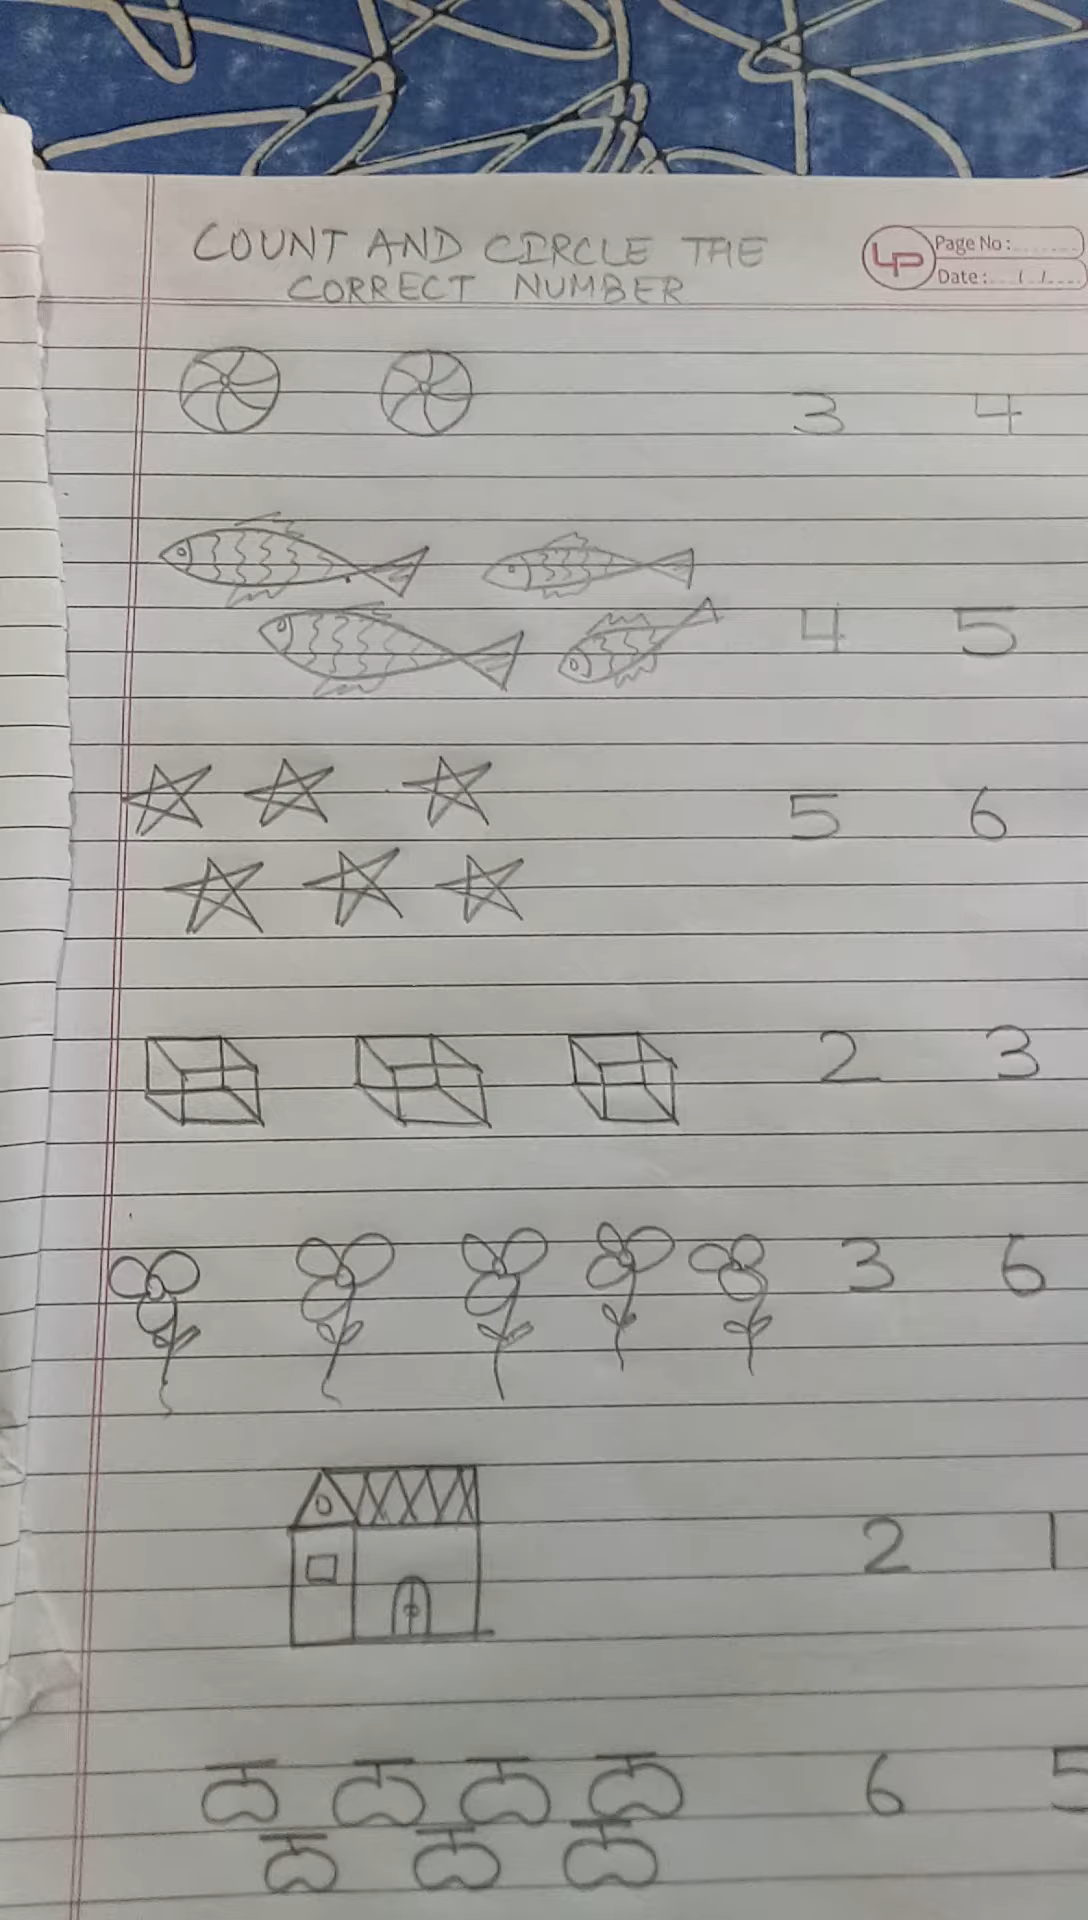 COUNT AND CIRCLE THE
CORRECT NUMBER
LP
Page No:
Date: / /
3 4
4 5
5 6
2 3
3 6
2 1
6 5